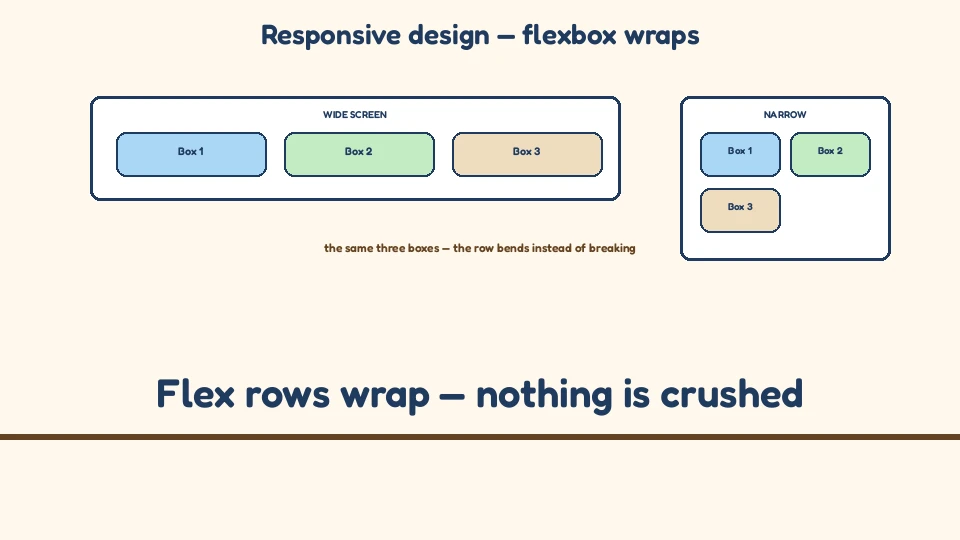 Responsive design — flexbox wraps
WIDE SCREEN
Box 1
Box 2
Box 3
NARROW
Box 1
Box 2
Box 3
the same three boxes — the row bends instead of breaking
Flex rows wrap — nothing is crushed